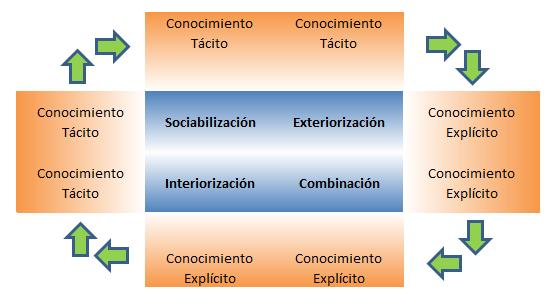 Conocimiento Conocimiento
Tácito Tácito
Conocimiento Sociabilización Exteriorización Conocimiento
Tácito Explícito
Conocimiento Interiorización Combinación Conocimiento
Tácito Explícito
Conocimiento Conocimiento
Explícito Explícito